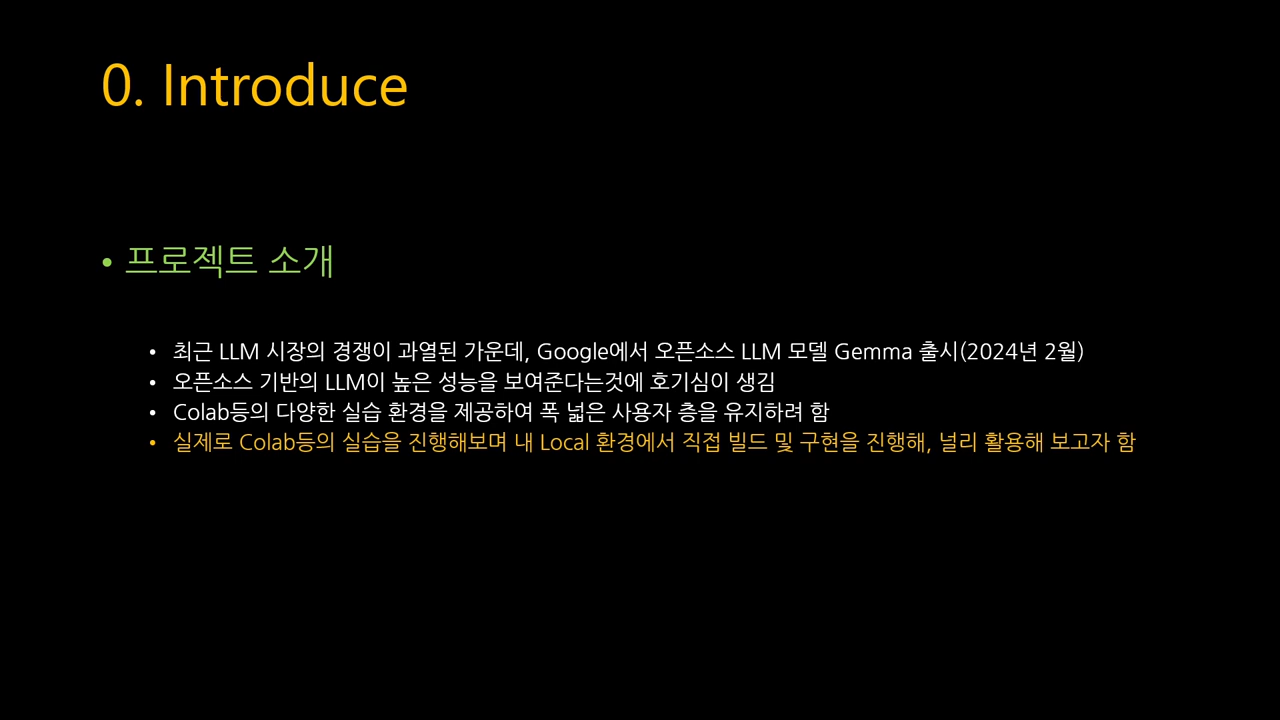 0. Introduce
• 프로젝트 소개
• 최근 LLM 시장의 경쟁이 과열된 가운데, Google에서 오픈소스 LLM 모델 Gemma 출시(2024년 2월)
• 오픈소스 기반의 LLM이 높은 성능을 보여준다는것에 호기심이 생김
• Colab등의 다양한 실습 환경을 제공하여 폭 넓은 사용자 층을 유지하려 함
• 실제로 Colab등의 실습을 진행해보며 내 Local 환경에서 직접 빌드 및 구현을 진행해, 널리 활용해 보고자 함